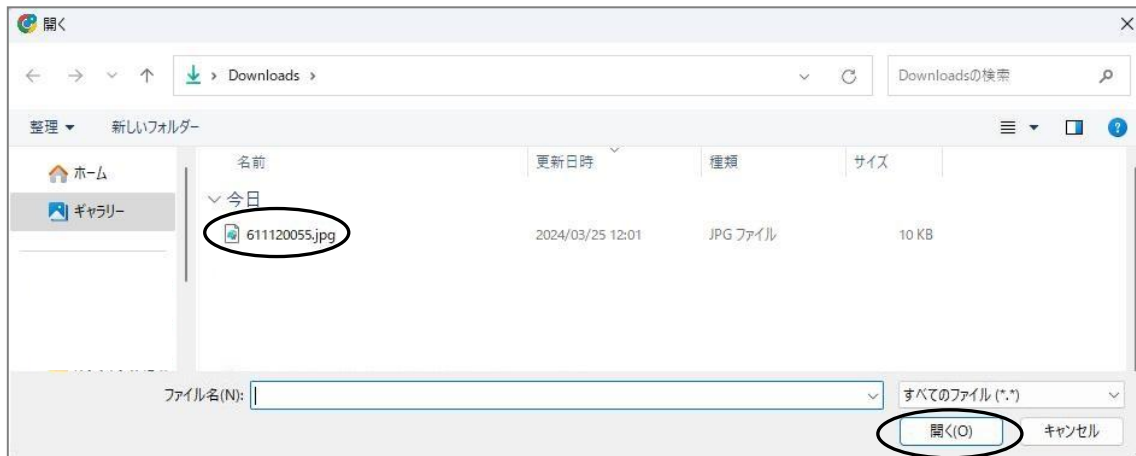 開く
Downloads
Downloadsの検索
整理 新しいフォルダー
名前 更新日時 種類 サイズ
ホーム
ギャラリー
今日
611120055.jpg 2024/03/25 12:01 JPG ファイル 10 KB
ファイル名(N): すべてのファイル (*.*)
開く(O) キャンセル